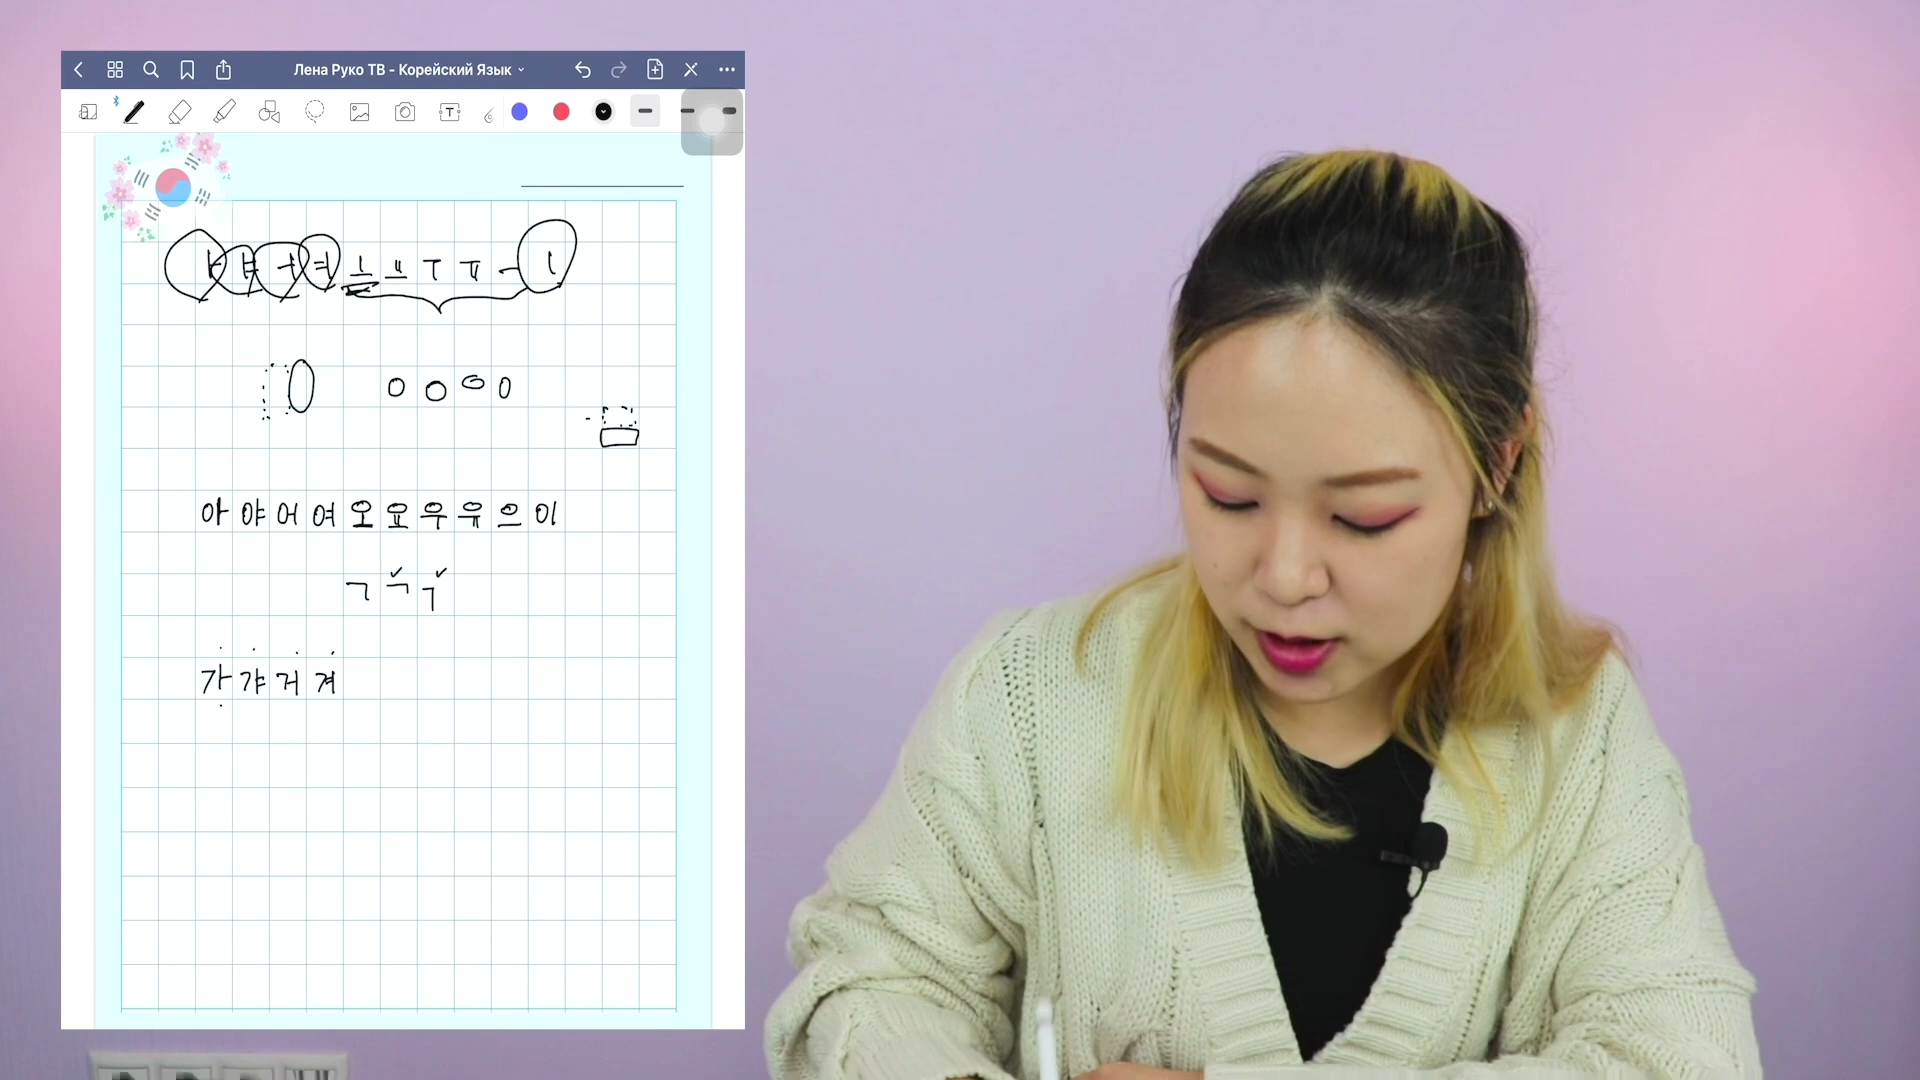 Лена Руко ТВ - Корейский Язык
ㅏ ㅑ ㅓ ㅕ ㅗ ㅛ ㅜ ㅠ ㅡ ㅣ
아 야 어 여 오 요 우 유 으 이
ㄱ ㄱ ㄱ
가 갸 거 겨